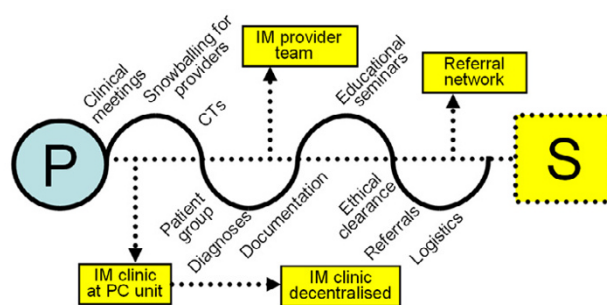 Clinical
meetings
Snowballing for
providers
CTs
IM provider
team
Educational
seminars
Referral
network
P
S
Patient
group
Diagnoses
Documentation
Ethical
clearance
Referrals
Logistics
IM clinic
at PC unit
IM clinic
decentralised